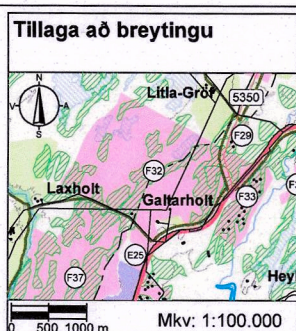 Tillaga að breytingu
N
V
A
S
Litla-Gröf
5350
F29
F32
Laxholt
Galtarholt
F33
E25
F37
Hey
0 500 1000 m
Mkv: 1:100.000